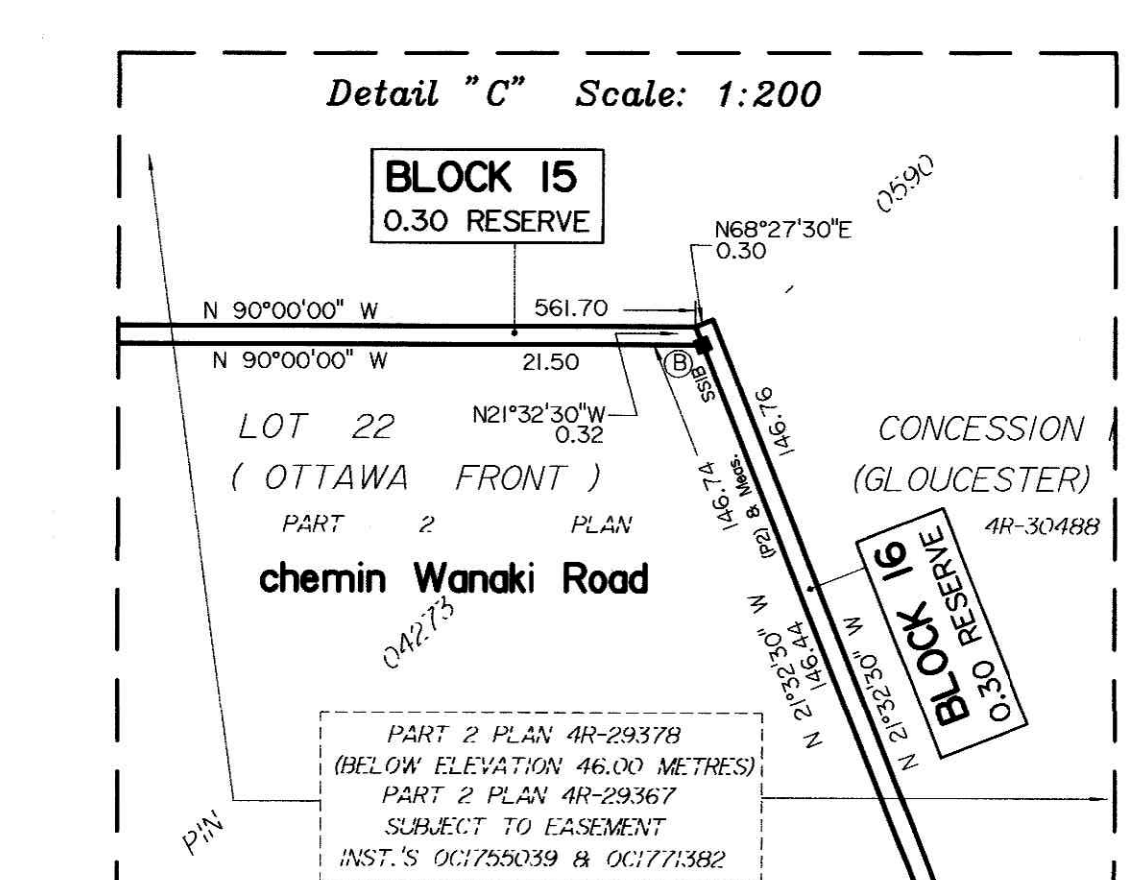 Detail "C" Scale: 1:200
BLOCK 15
0.30 RESERVE
0590
N68°27'30"E
0.30
N 90°00'00" W
561.70
N 90°00'00" W
21.50
B
SSIB
N21°32'30"W
0.32
146.76
LOT 22
(OTTAWA FRONT)
CONCESSION I
(GLOUCESTER)
146.74
(P2) & Meas.
PART 2 PLAN
4R-30488
chemin Wanaki Road
04273
BLOCK 16
0.30 RESERVE
N 21°32'30" W
146.44
N 21°32'30" W
PART 2 PLAN 4R-29378
(BELOW ELEVATION 46.00 METRES)
PART 2 PLAN 4R-29367
SUBJECT TO EASEMENT
INST.'S OC1755039 & OC1771382
PIN